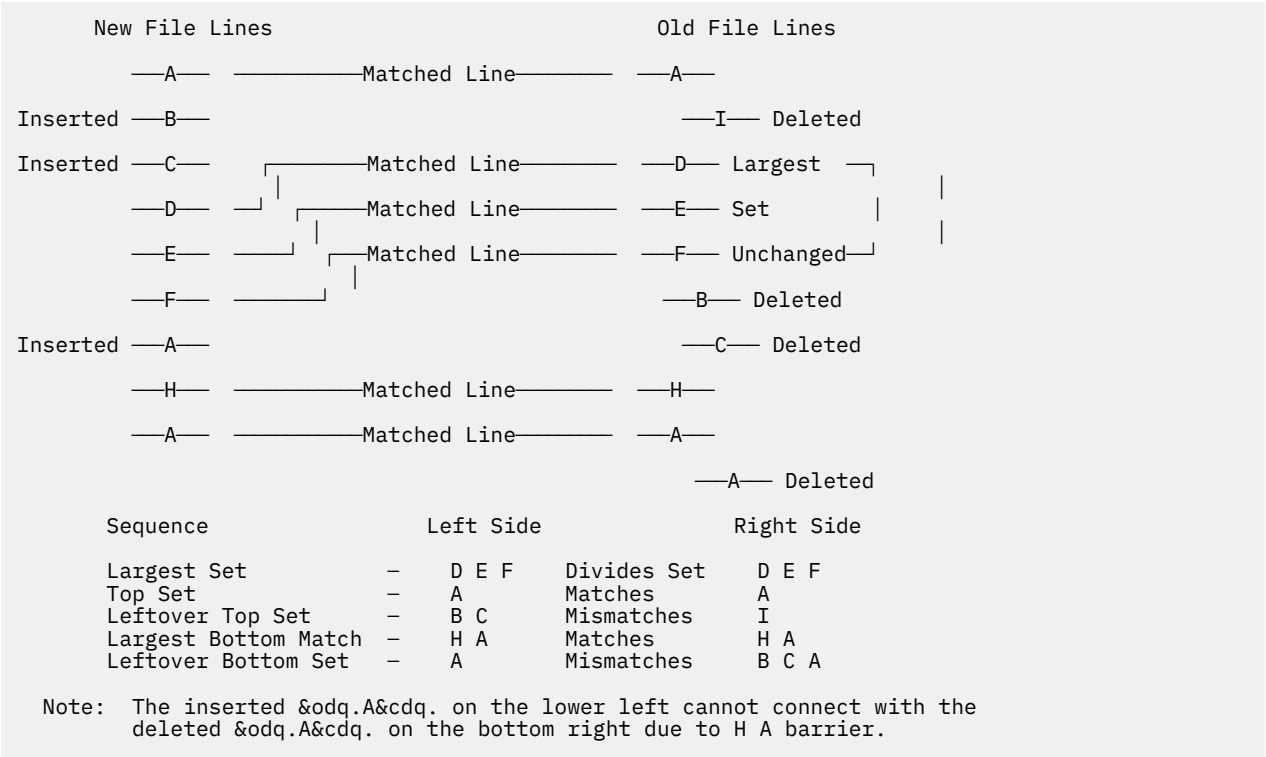 New File Lines Old File Lines
———A——— ——————————Matched Line———————— ———A———
Inserted ———B——— ———I——— Deleted
Inserted ———C——— ┌————————Matched Line———————— ———D——— Largest ——┐
│ │
———D——— ——┘ ┌——————Matched Line———————— ———E——— Set │
│ │
———E——— —————┘ ┌———Matched Line———————— ———F——— Unchanged——┘
│
———F——— ————————┘ ———B——— Deleted
Inserted ———A——— ———C——— Deleted
———H——— ——————————Matched Line———————— ———H———
———A——— ——————————Matched Line———————— ———A———
———A——— Deleted
Sequence Left Side Right Side
Largest Set — D E F Divides Set D E F
Top Set — A Matches A
Leftover Top Set — B C Mismatches I
Largest Bottom Match — H A Matches H A
Leftover Bottom Set — A Mismatches B C A
Note: The inserted &odq.A&cdq. on the lower left cannot connect with the
deleted &odq.A&cdq. on the bottom right due to H A barrier.